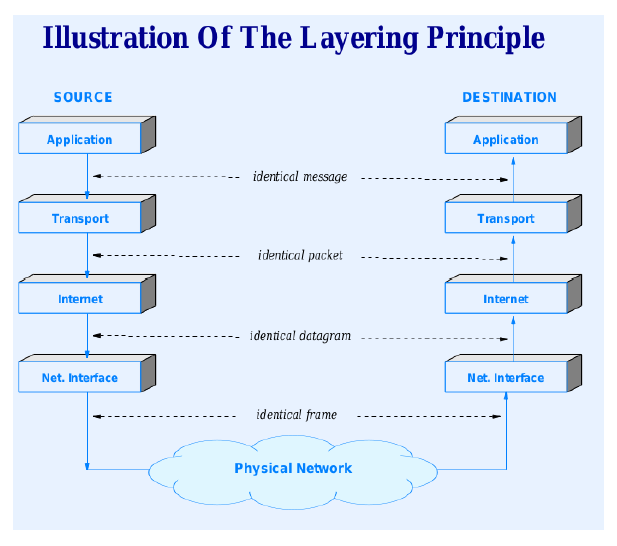 Illustration Of The Layering Principle
SOURCE DESTINATION
Application Application
identical message
Transport Transport
identical packet
Internet Internet
identical datagram
Net. Interface Net. Interface
identical frame
Physical Network